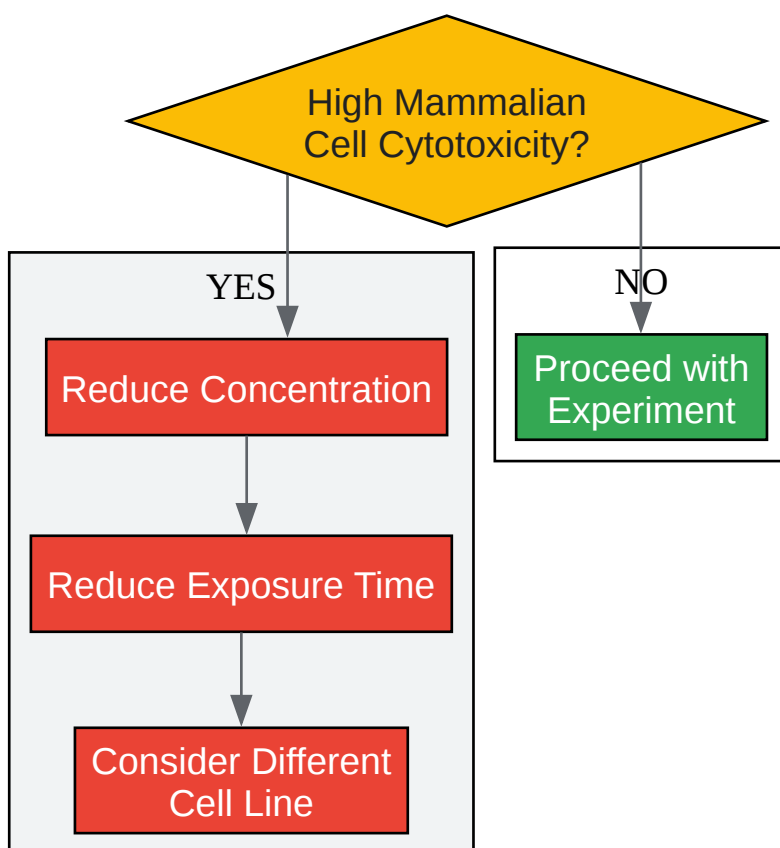 High Mammalian
Cell Cytotoxicity?
YES
NO
Reduce Concentration
Proceed with
Experiment
Reduce Exposure Time
Consider Different
Cell Line